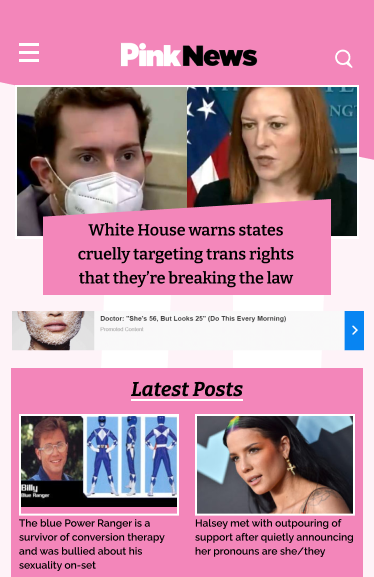 PinkNews
NG
White House warns states
cruelly targeting trans rights
that they're breaking the law
Doctor: "She's 56, But Looks 25" (Do This Every Morning)
Promoted Content
Latest Posts
Billy
Blue Ranger
The blue Power Ranger is a
survivor of conversion therapy
and was bullied about his
sexuality on-set
Halsey met with outpouring of
support after quietly announcing
her pronouns are she/they